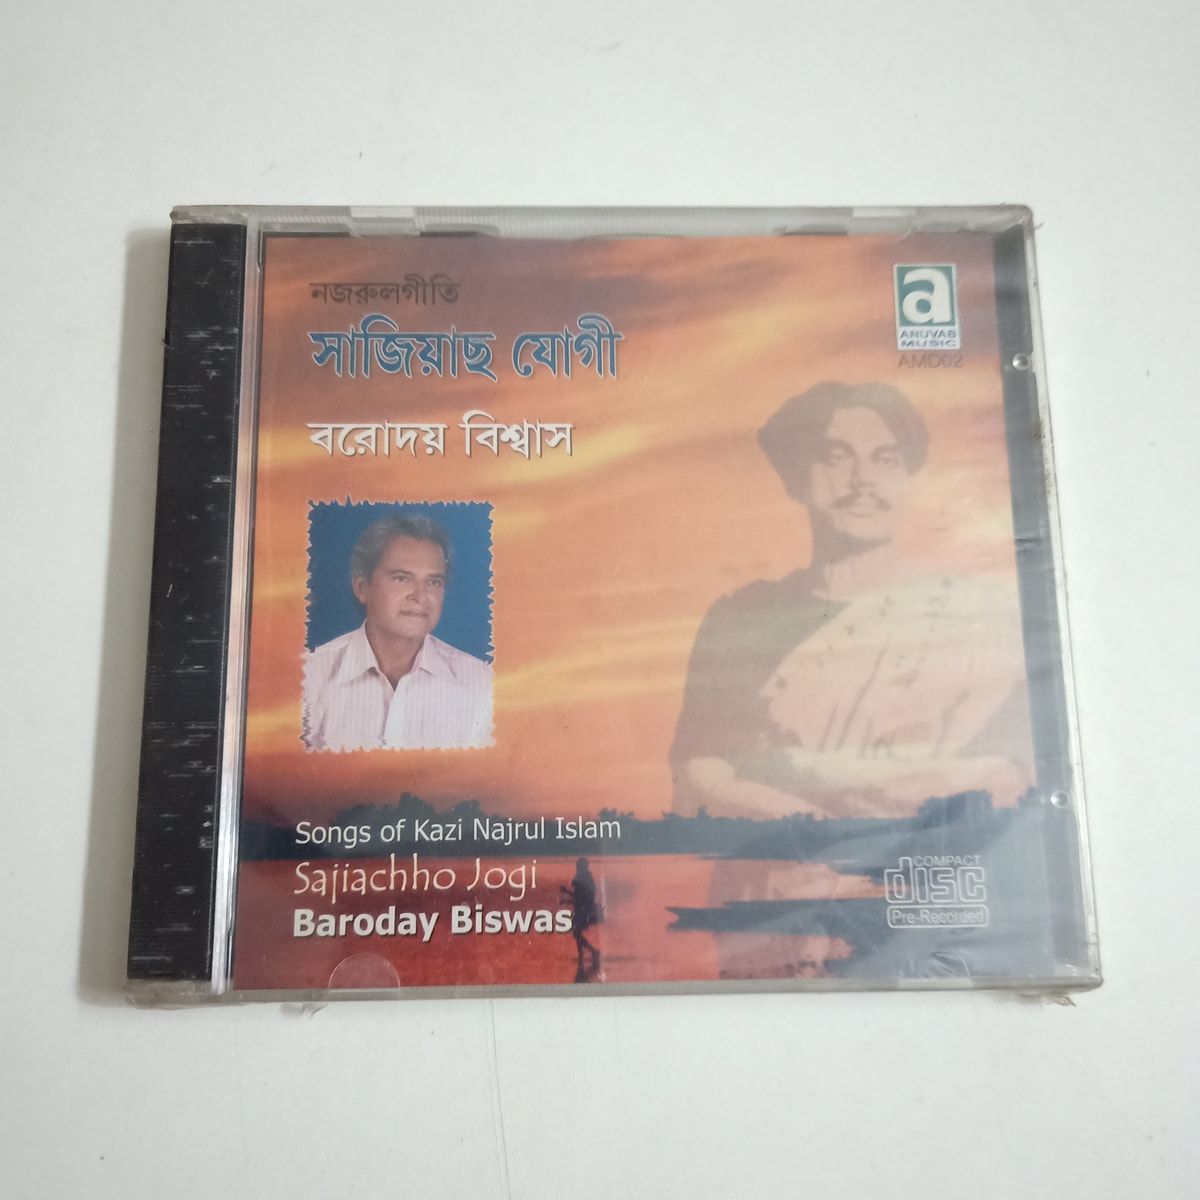 নজরুলগীতি
সাজিয়াছ যোগী
বরোদয় বিশ্বাস
a
ANUVAB
MUSIC
AMD02
Songs of Kazi Najrul Islam
Sajiachho Jogi
Baroday Biswas
COMPACT
disc
Pre-Recorded